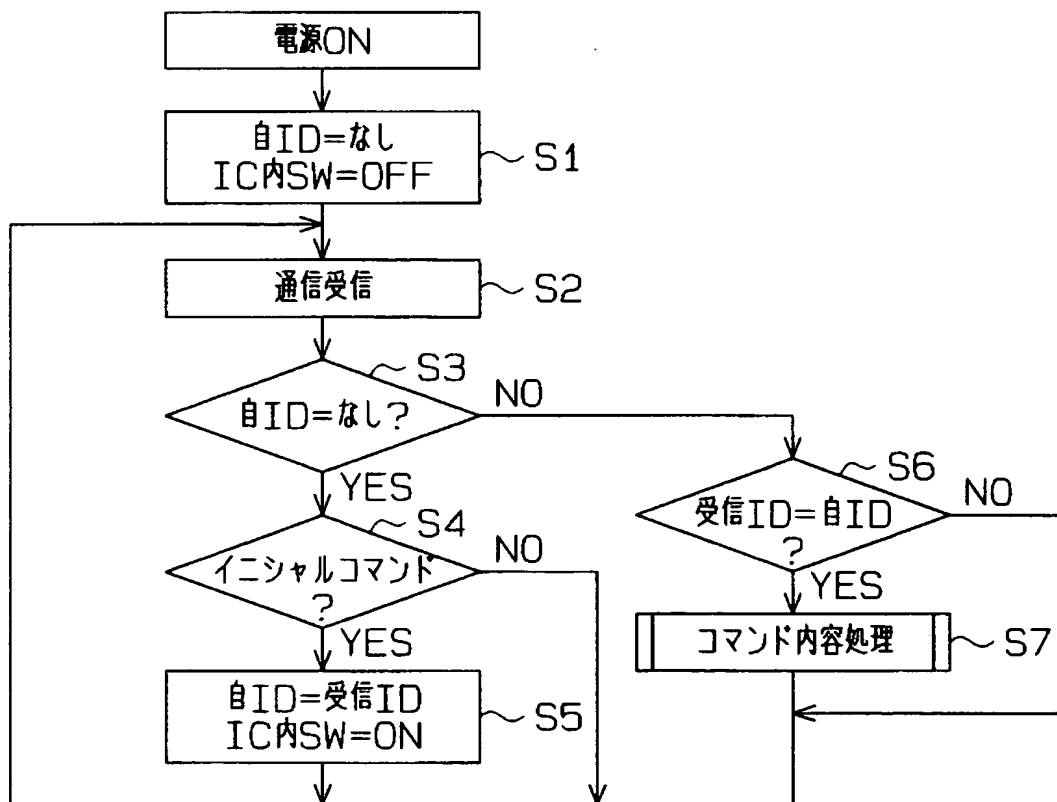 電源ON
自ID=なし
IC内SW=OFF
S1
通信受信
S2
S3
自ID=なし?
NO
YES
S4
イニシャルコマンド
?
NO
YES
自ID=受信ID
IC内SW=ON
S5
S6
受信ID=自ID
?
NO
YES
コマンド内容処理
S7